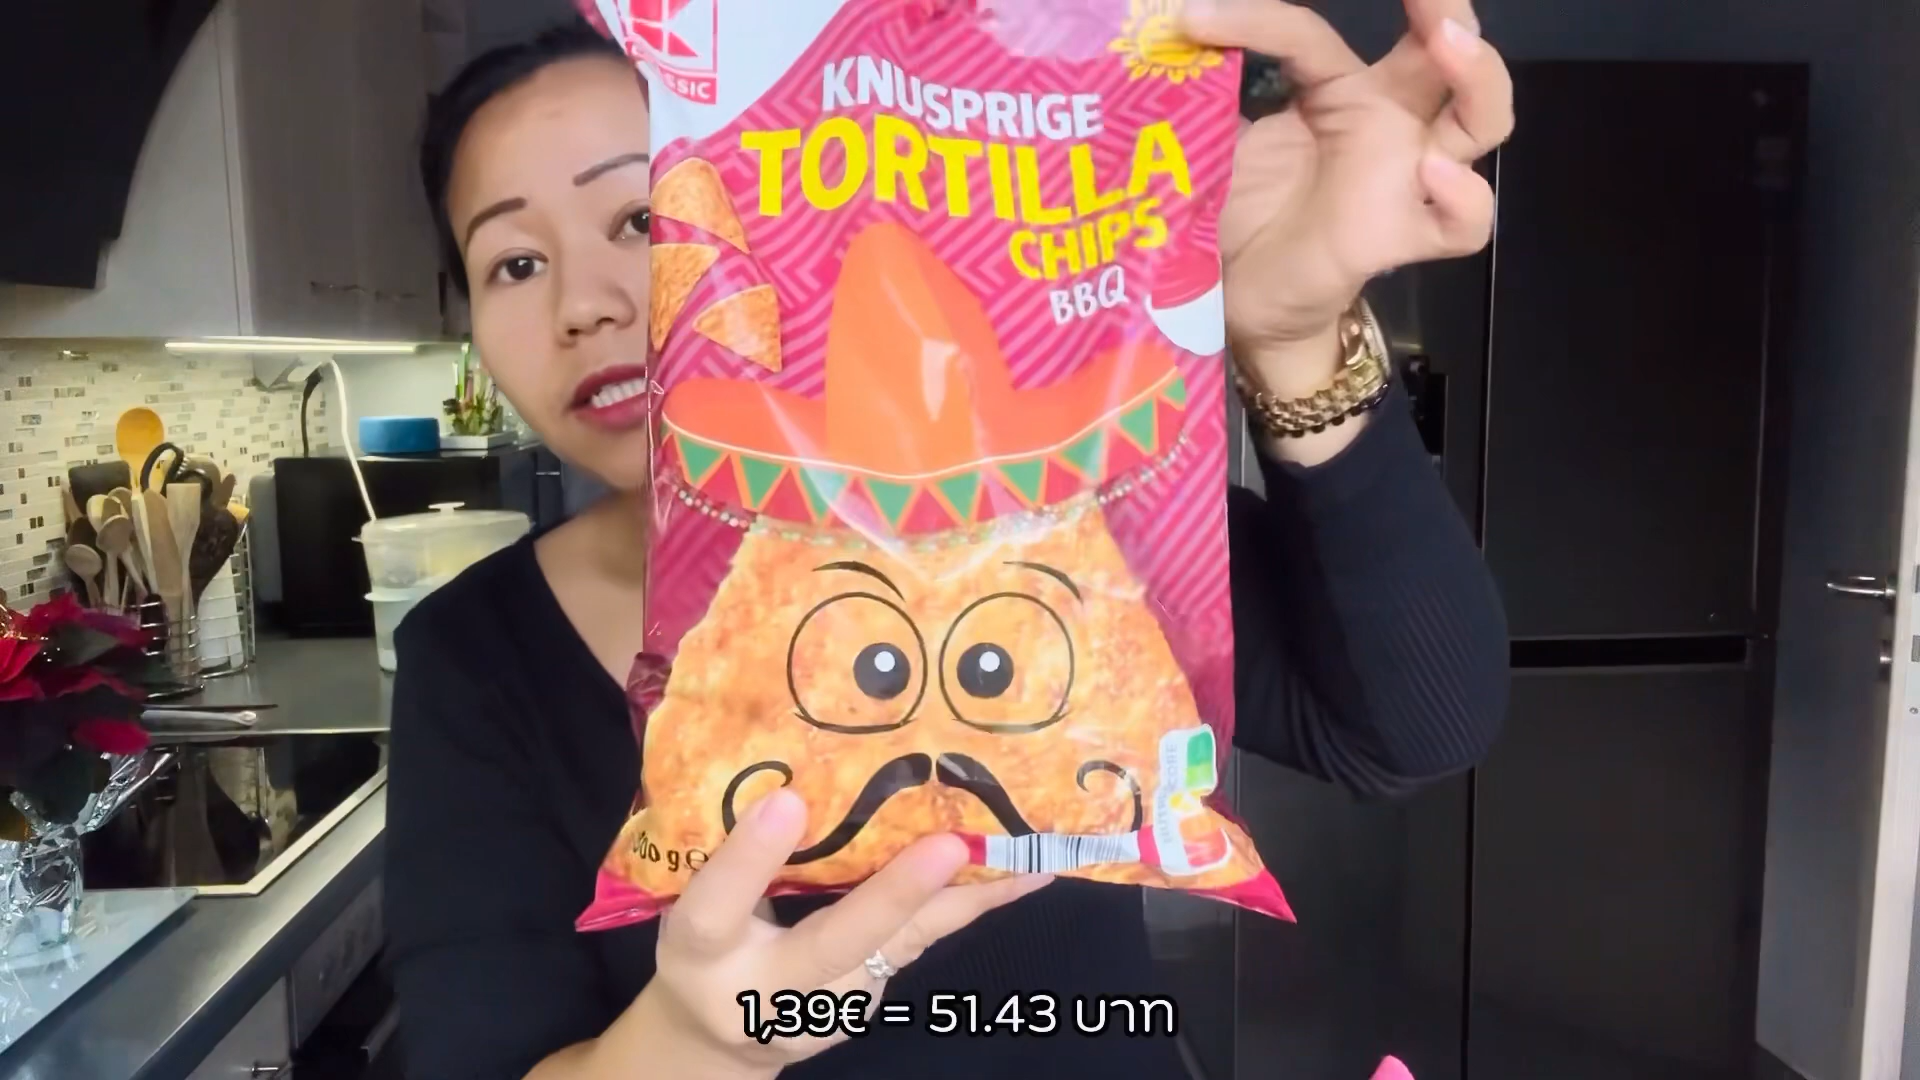 KNUSPRIGE
TORTILLA
CHIPS
BBQ
1,39€ = 51.43 บาท